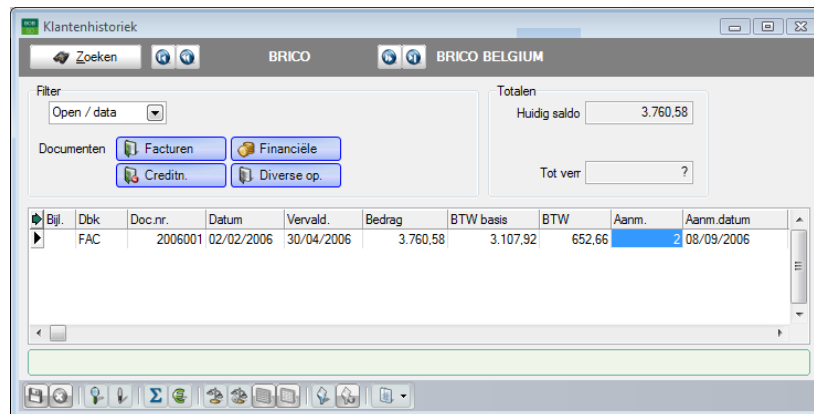 Klantenhistoriek
Zoeken BRICO BRICO BELGIUM
Filter Totalen
Open / data Huidig saldo 3.760,58
Documenten Facturen Financiële
Creditn. Diverse op. Tot verr ?
Bijl. Dbk Doc.nr. Datum Vervald. Bedrag BTW basis BTW Aanm. Aanm.datum
FAC 2006001 02/02/2006 30/04/2006 3.760,58 3.107,92 652,66 2 08/09/2006